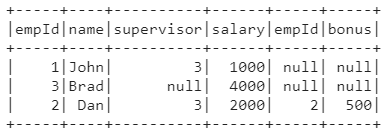 +-----+----+----------+------+-----+-----+
|empId|name|supervisor|salary|empId|bonus|
+-----+----+----------+------+-----+-----+
|    1|John|         3|  1000| null| null|
|    3|Brad|      null|  4000| null| null|
|    2| Dan|         3|  2000|    2|  500|
+-----+----+----------+------+-----+-----+